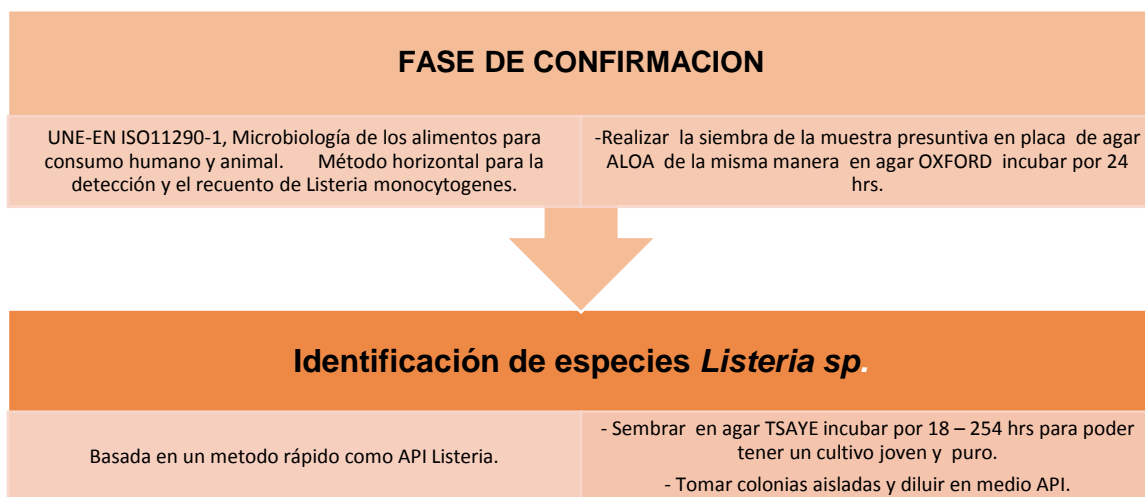 FASE DE CONFIRMACION
UNE-EN ISO11290-1, Microbiología de los alimentos para
consumo humano y animal. Método horizontal para la
detección y el recuento de Listeria monocytogenes.
-Realizar la siembra de la muestra presuntiva en placa de agar
ALOA de la misma manera en agar OXFORD incubar por 24
hrs.
Identificación de especies Listeria sp.
Basada en un metodo rápido como API Listeria.
- Sembrar en agar TSAYE incubar por 18 – 254 hrs para poder
tener un cultivo joven y puro.
- Tomar colonias aisladas y diluir en medio API.